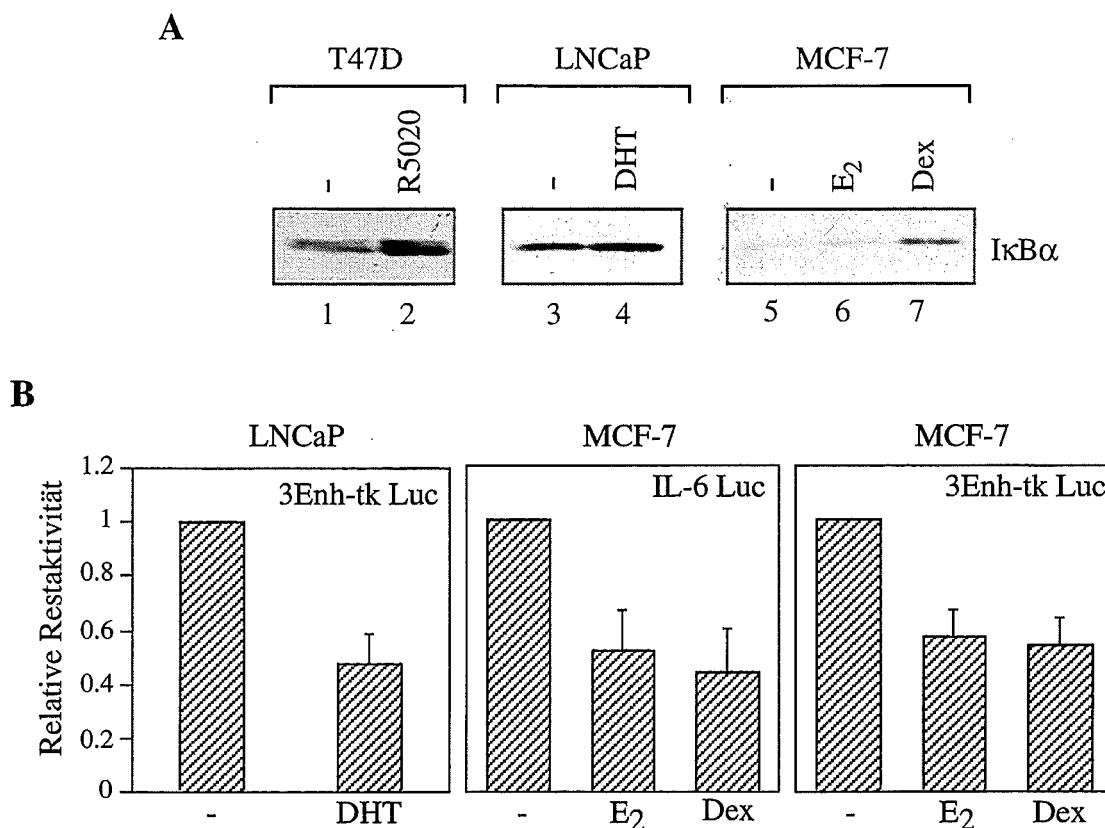 A
T47D LNCaP MCF-7
- R5020 - DHT - E2 Dex
IκBα
1 2 3 4 5 6 7
B
LNCaP MCF-7 MCF-7
Relative Restaktivität
1.2
1
0.8
0.6
0.4
0.2
0
3Enh-tk Luc IL-6 Luc 3Enh-tk Luc
- DHT - E2 Dex - E2 Dex